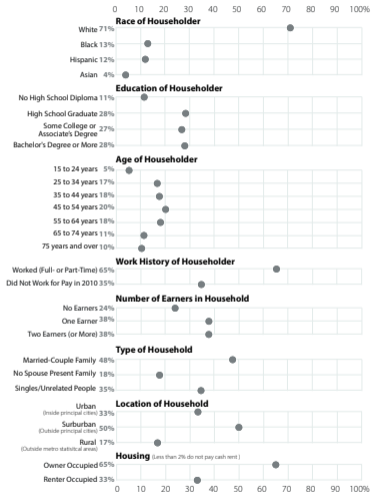 0 10 20 30 40 50 60 70 80 90 100%
Race of Householder
White 71%
Black 13%
Hispanic 12%
Asian 4%
Education of Householder
No High School Diploma 11%
High School Graduate 28%
Some College or
Associate's Degree 27%
Bachelor's Degree or More 28%
Age of Householder
15 to 24 years 5%
25 to 34 years 17%
35 to 44 years 18%
45 to 54 years 20%
55 to 64 years 18%
65 to 74 years 11%
75 years and over 10%
Work History of Householder
Worked (Full- or Part-Time) 65%
Did Not Work for Pay in 2010 35%
Number of Earners in Household
No Earners 24%
One Earner 38%
Two Earners (or More) 38%
Type of Household
Married-Couple Family 48%
No Spouse Present Family 18%
Singles/Unrelated People 35%
Location of Household
Urban
(Inside principal cities) 33%
Suburban
(Outside principal cities) 50%
Rural 17%
(Outside metro statistical areas)
Housing (Less than 2% do not pay cash rent)
Owner Occupied 65%
Renter Occupied 33%
0 10 20 30 40 50 60 70 80 90 100%